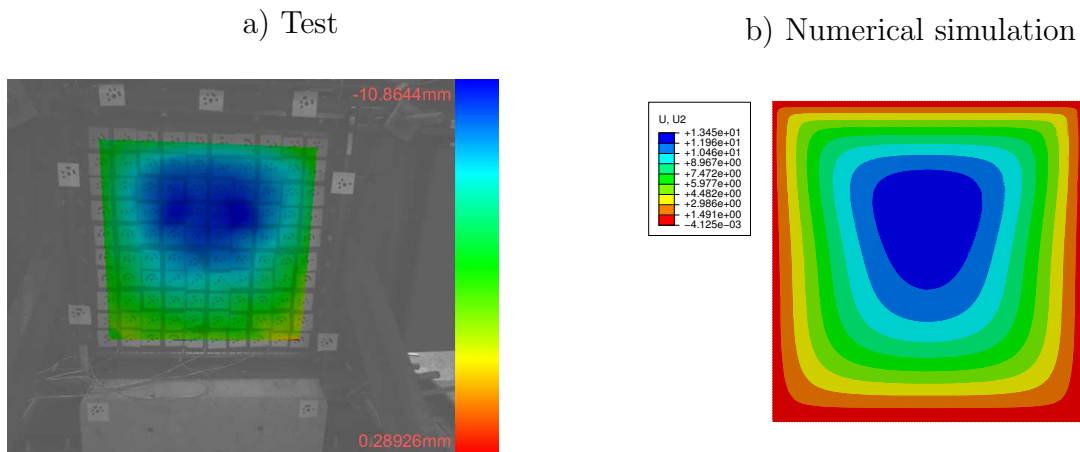 a) Test
b) Numerical simulation
-10.8644mm
0.28926mm
U, U2
+1.345e+01
+1.196e+01
+1.046e+01
+8.967e+00
+7.472e+00
+5.977e+00
+4.482e+00
+2.986e+00
+1.491e+00
-4.125e-03